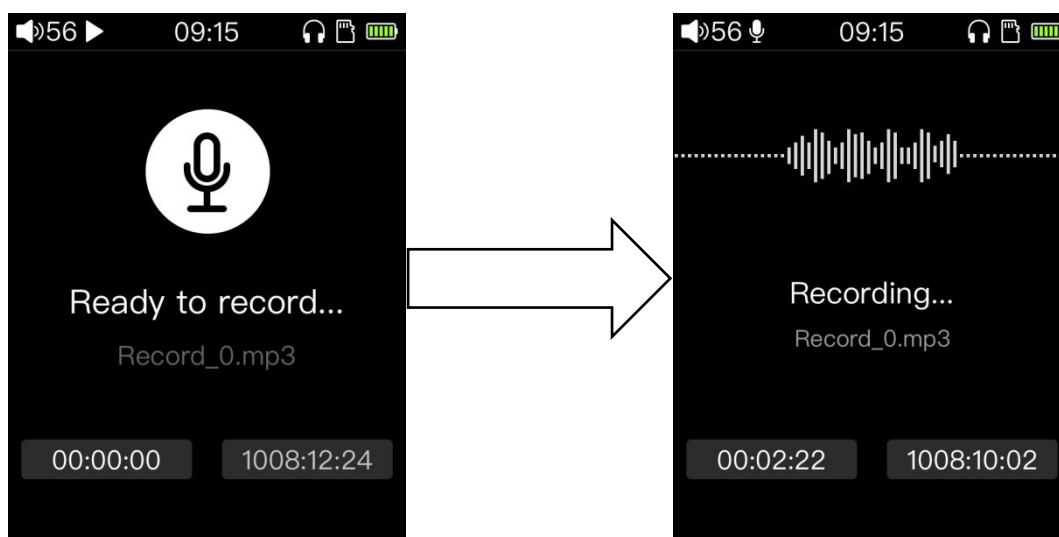 56 09:15
Ready to record...
Record_0.mp3
00:00:00 1008:12:24
56 09:15
Recording...
Record_0.mp3
00:02:22 1008:10:02